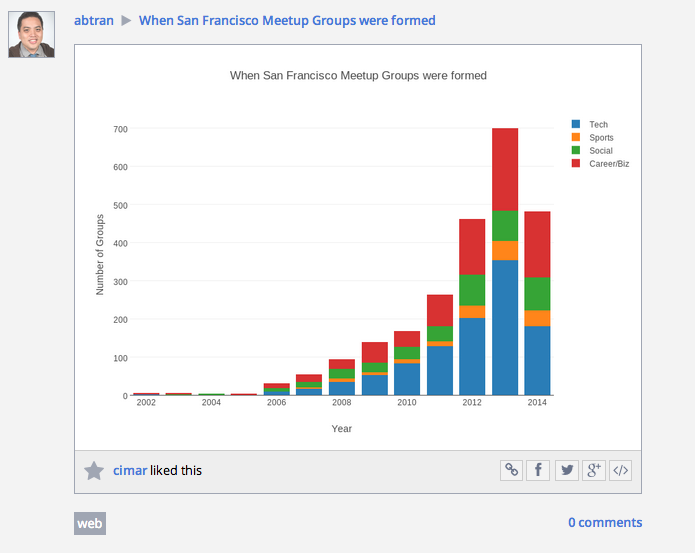 abtran ▶ When San Francisco Meetup Groups were formed
When San Francisco Meetup Groups were formed
Tech
Sports
Social
Career/Biz
Number of Groups
700
600
500
400
300
200
100
0
2002 2004 2006 2008 2010 2012 2014
Year
cimar liked this
f g+ </>
web 0 comments